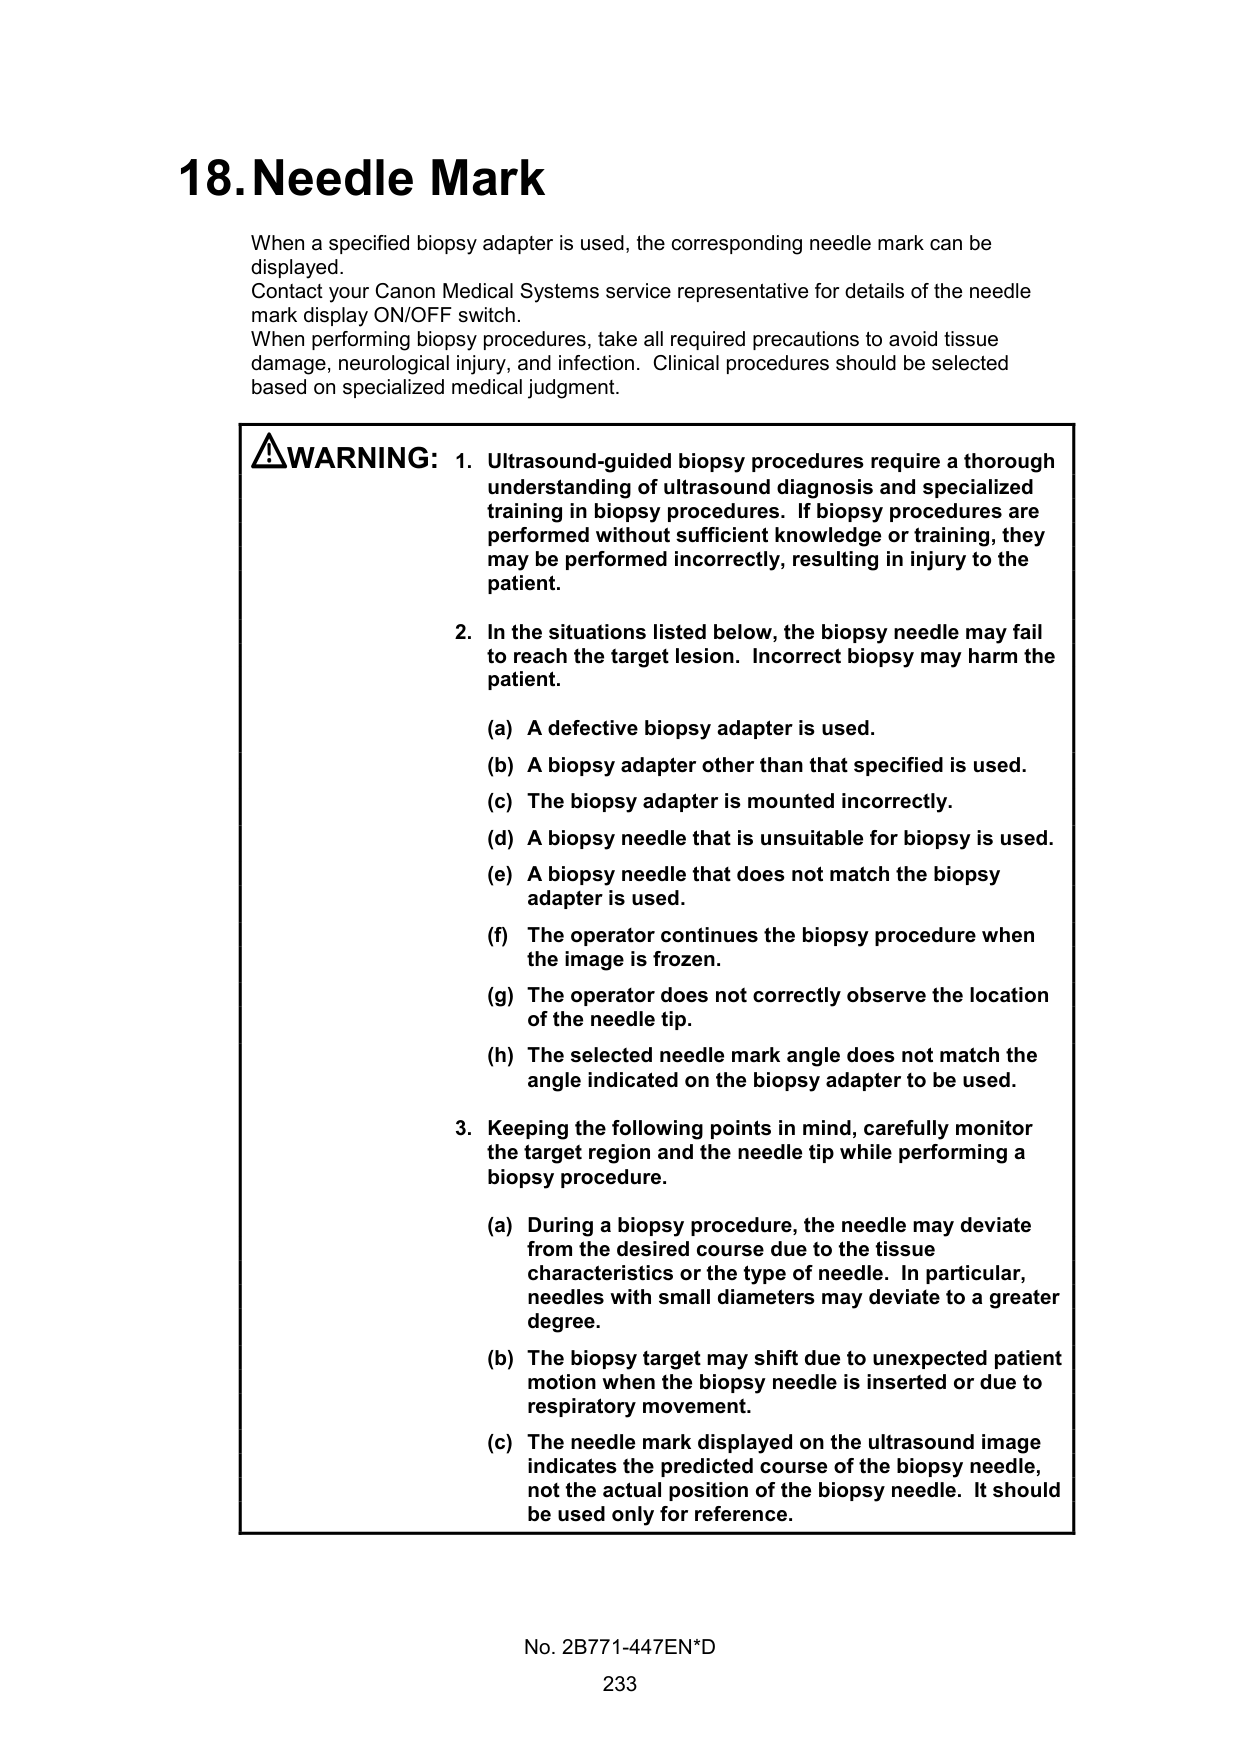 18. Needle Mark
When a specified biopsy adapter is used, the corresponding needle mark can be
displayed.
Contact your Canon Medical Systems service representative for details of the needle
mark display ON/OFF switch.
When performing biopsy procedures, take all required precautions to avoid tissue
damage, neurological injury, and infection.  Clinical procedures should be selected
based on specialized medical judgment.
WARNING: 1. Ultrasound-guided biopsy procedures require a thorough
understanding of ultrasound diagnosis and specialized
training in biopsy procedures.  If biopsy procedures are
performed without sufficient knowledge or training, they
may be performed incorrectly, resulting in injury to the
patient.
2. In the situations listed below, the biopsy needle may fail
to reach the target lesion.  Incorrect biopsy may harm the
patient.
(a) A defective biopsy adapter is used.
(b) A biopsy adapter other than that specified is used.
(c) The biopsy adapter is mounted incorrectly.
(d) A biopsy needle that is unsuitable for biopsy is used.
(e) A biopsy needle that does not match the biopsy
adapter is used.
(f) The operator continues the biopsy procedure when
the image is frozen.
(g) The operator does not correctly observe the location
of the needle tip.
(h) The selected needle mark angle does not match the
angle indicated on the biopsy adapter to be used.
3. Keeping the following points in mind, carefully monitor
the target region and the needle tip while performing a
biopsy procedure.
(a) During a biopsy procedure, the needle may deviate
from the desired course due to the tissue
characteristics or the type of needle.  In particular,
needles with small diameters may deviate to a greater
degree.
(b) The biopsy target may shift due to unexpected patient
motion when the biopsy needle is inserted or due to
respiratory movement.
(c) The needle mark displayed on the ultrasound image
indicates the predicted course of the biopsy needle,
not the actual position of the biopsy needle.  It should
be used only for reference.
No. 2B771-447EN*D
233